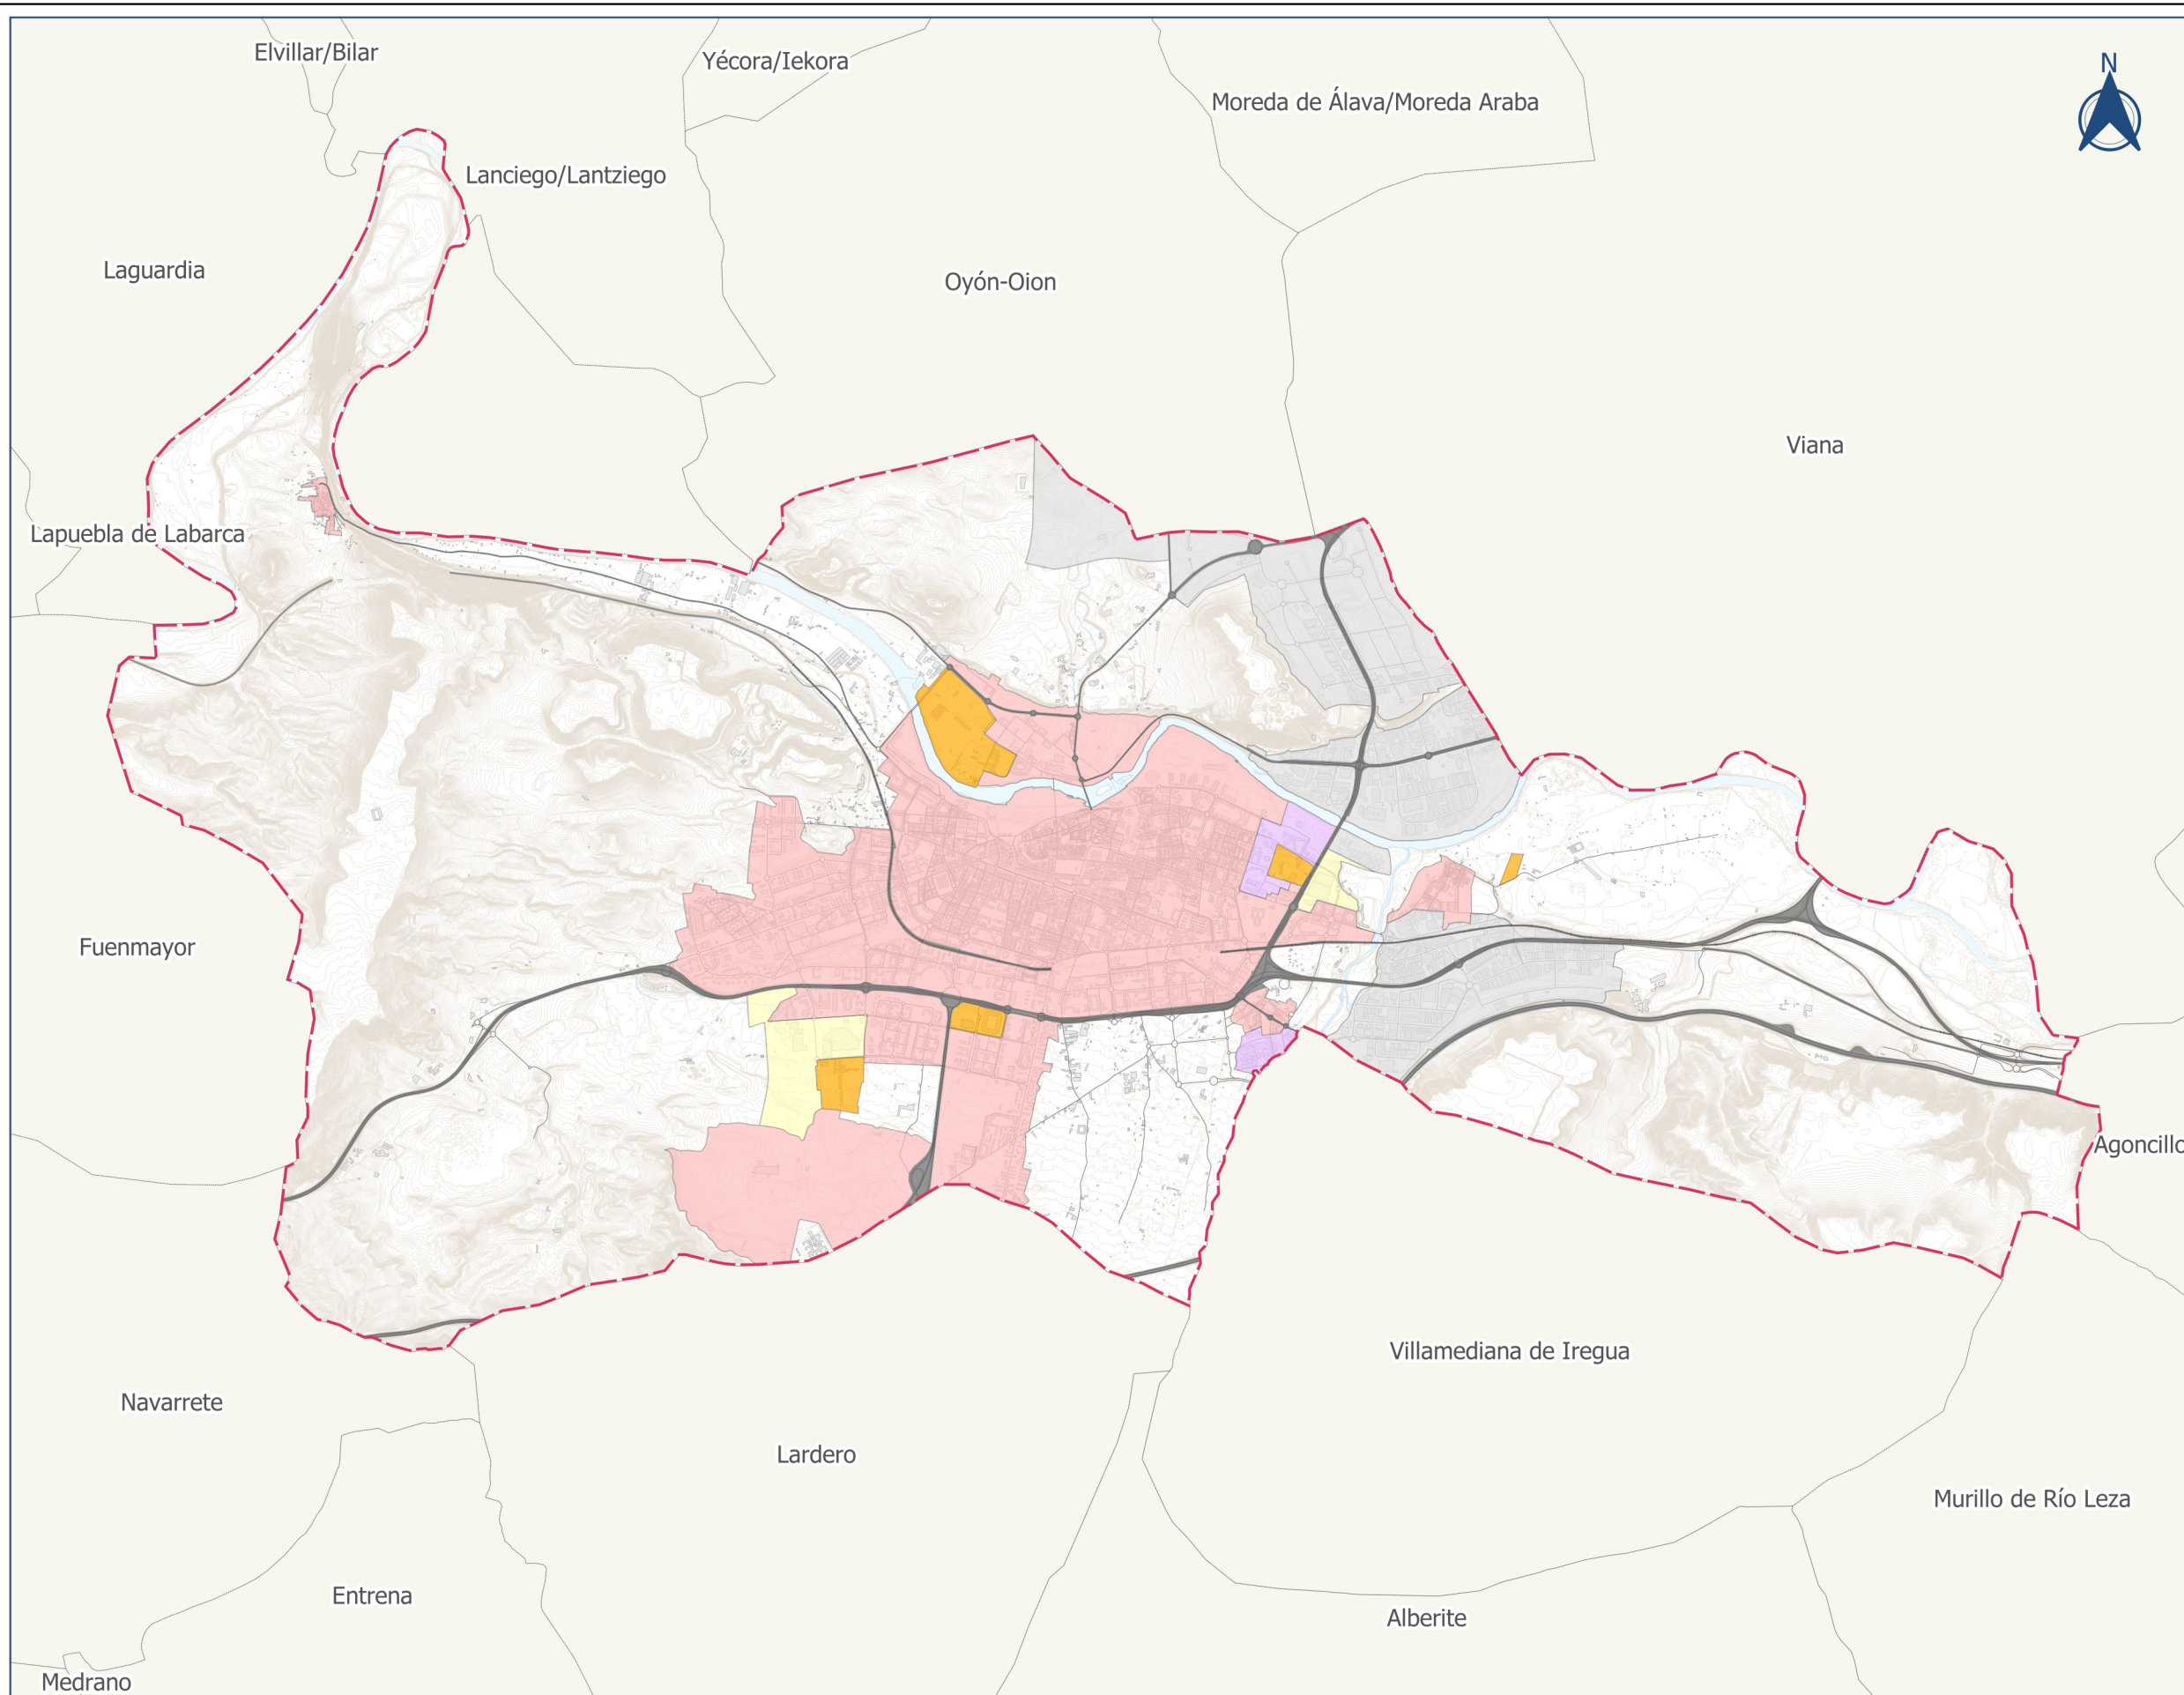 Elvillar/Bilar
Yécora/Iekora
N
Moreda de Álava/Moreda Araba
Lanciego/Lantziego
Laguardia
Oyón-Oion
Viana
Lapuebla de Labarca
Fuenmayor
Agoncillo
Villamediana de Iregua
Navarrete
Lardero
Murillo de Río Leza
Entrena
Alberite
Medrano